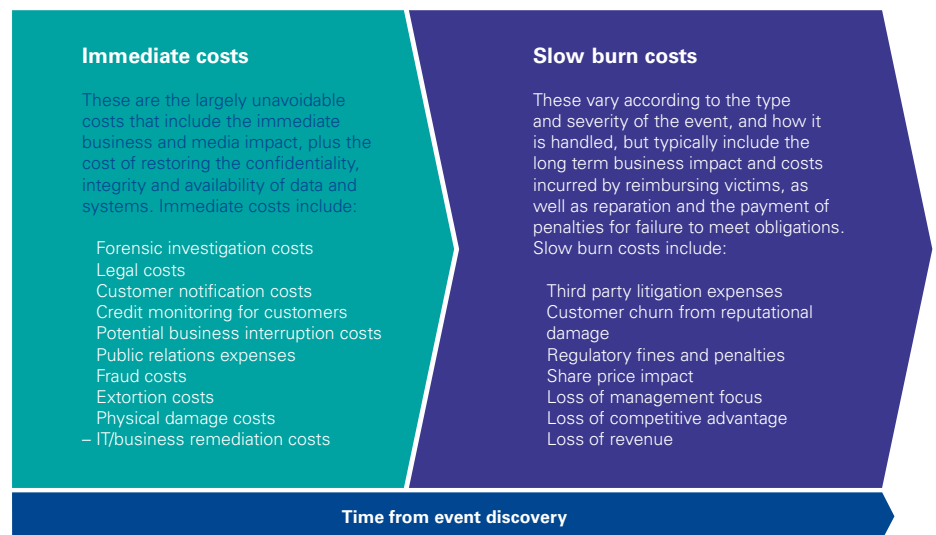 Immediate costs
These are the largely unavoidable
costs that include the immediate
business and media impact, plus the
cost of restoring the confidentiality,
integrity and availability of data and
systems. Immediate costs include:
Forensic investigation costs
Legal costs
Customer notification costs
Credit monitoring for customers
Potential business interruption costs
Public relations expenses
Fraud costs
Extortion costs
Physical damage costs
– IT/business remediation costs
Slow burn costs
These vary according to the type
and severity of the event, and how it
is handled, but typically include the
long term business impact and costs
incurred by reimbursing victims, as
well as reparation and the payment of
penalties for failure to meet obligations.
Slow burn costs include:
Third party litigation expenses
Customer churn from reputational
damage
Regulatory fines and penalties
Share price impact
Loss of management focus
Loss of competitive advantage
Loss of revenue
Time from event discovery